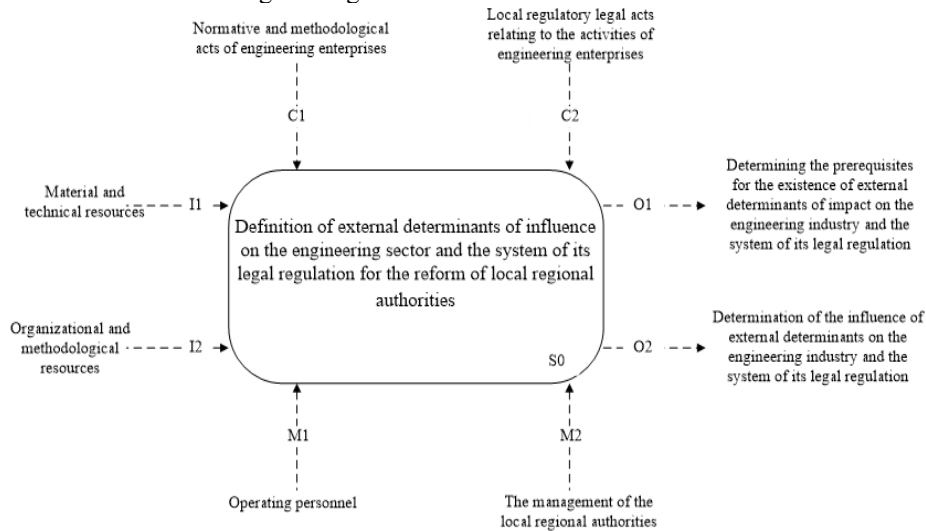 Normative and methodological
acts of engineering enterprises
Local regulatory legal acts
relating to the activities of
engineering enterprises
C1
C2
Material and
technical resources
I1
Definition of external determinants of influence
on the engineering sector and the system of its
legal regulation for the reform of local regional
authorities
O1
Determining the prerequisites
for the existence of external
determinants of impact on the
engineering industry and the
system of its legal regulation
Organizational and
methodological
resources
I2
S0
O2
Determination of the influence of
external determinants on the
engineering industry and the
system of its legal regulation
M1
M2
Operating personnel
The management of the
local regional authorities